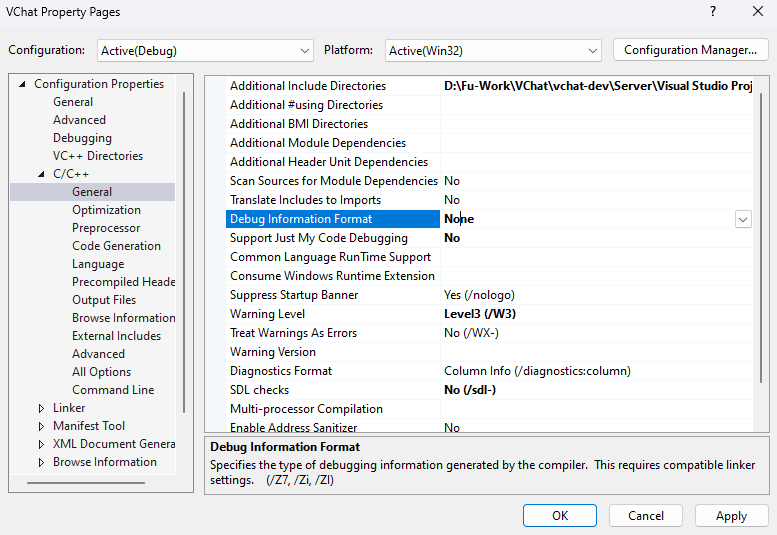 VChat Property Pages
Configuration: Active(Debug) Platform: Active(Win32) Configuration Manager...
Configuration Properties
General
Advanced
Debugging
VC++ Directories
C/C++
General
Optimization
Preprocessor
Code Generation
Language
Precompiled Heade
Output Files
Browse Information
External Includes
Advanced
All Options
Command Line
Linker
Manifest Tool
XML Document Genera
Browse Information
Additional Include Directories D:\Fu-Work\VChat\vchat-dev\Server\Visual Studio Proj
Additional #using Directories
Additional BMI Directories
Additional Module Dependencies
Additional Header Unit Dependencies
Scan Sources for Module Dependencies No
Translate Includes to Imports No
Debug Information Format None
Support Just My Code Debugging No
Common Language RunTime Support
Consume Windows Runtime Extension
Suppress Startup Banner Yes (/nologo)
Warning Level Level3 (/W3)
Treat Warnings As Errors No (/WX-)
Warning Version
Diagnostics Format Column Info (/diagnostics:column)
SDL checks No (/sdl-)
Multi-processor Compilation
Enable Address Sanitizer No
Debug Information Format
Specifies the type of debugging information generated by the compiler. This requires compatible linker
settings. (/Z7, /Zi, /ZI)
OK Cancel Apply